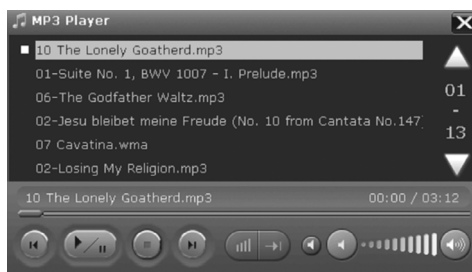 MP3 Player
10 The Lonely Goatherd.mp3
01-Suite No. 1, BWV 1007 - I. Prelude.mp3
06-The Godfather Waltz.mp3
02-Jesu bleibet meine Freude (No. 10 from Cantata No.147)
07 Cavatina.wma
02-Losing My Religion.mp3
01
-
13
10 The Lonely Goatherd.mp3 00:00 / 03:12